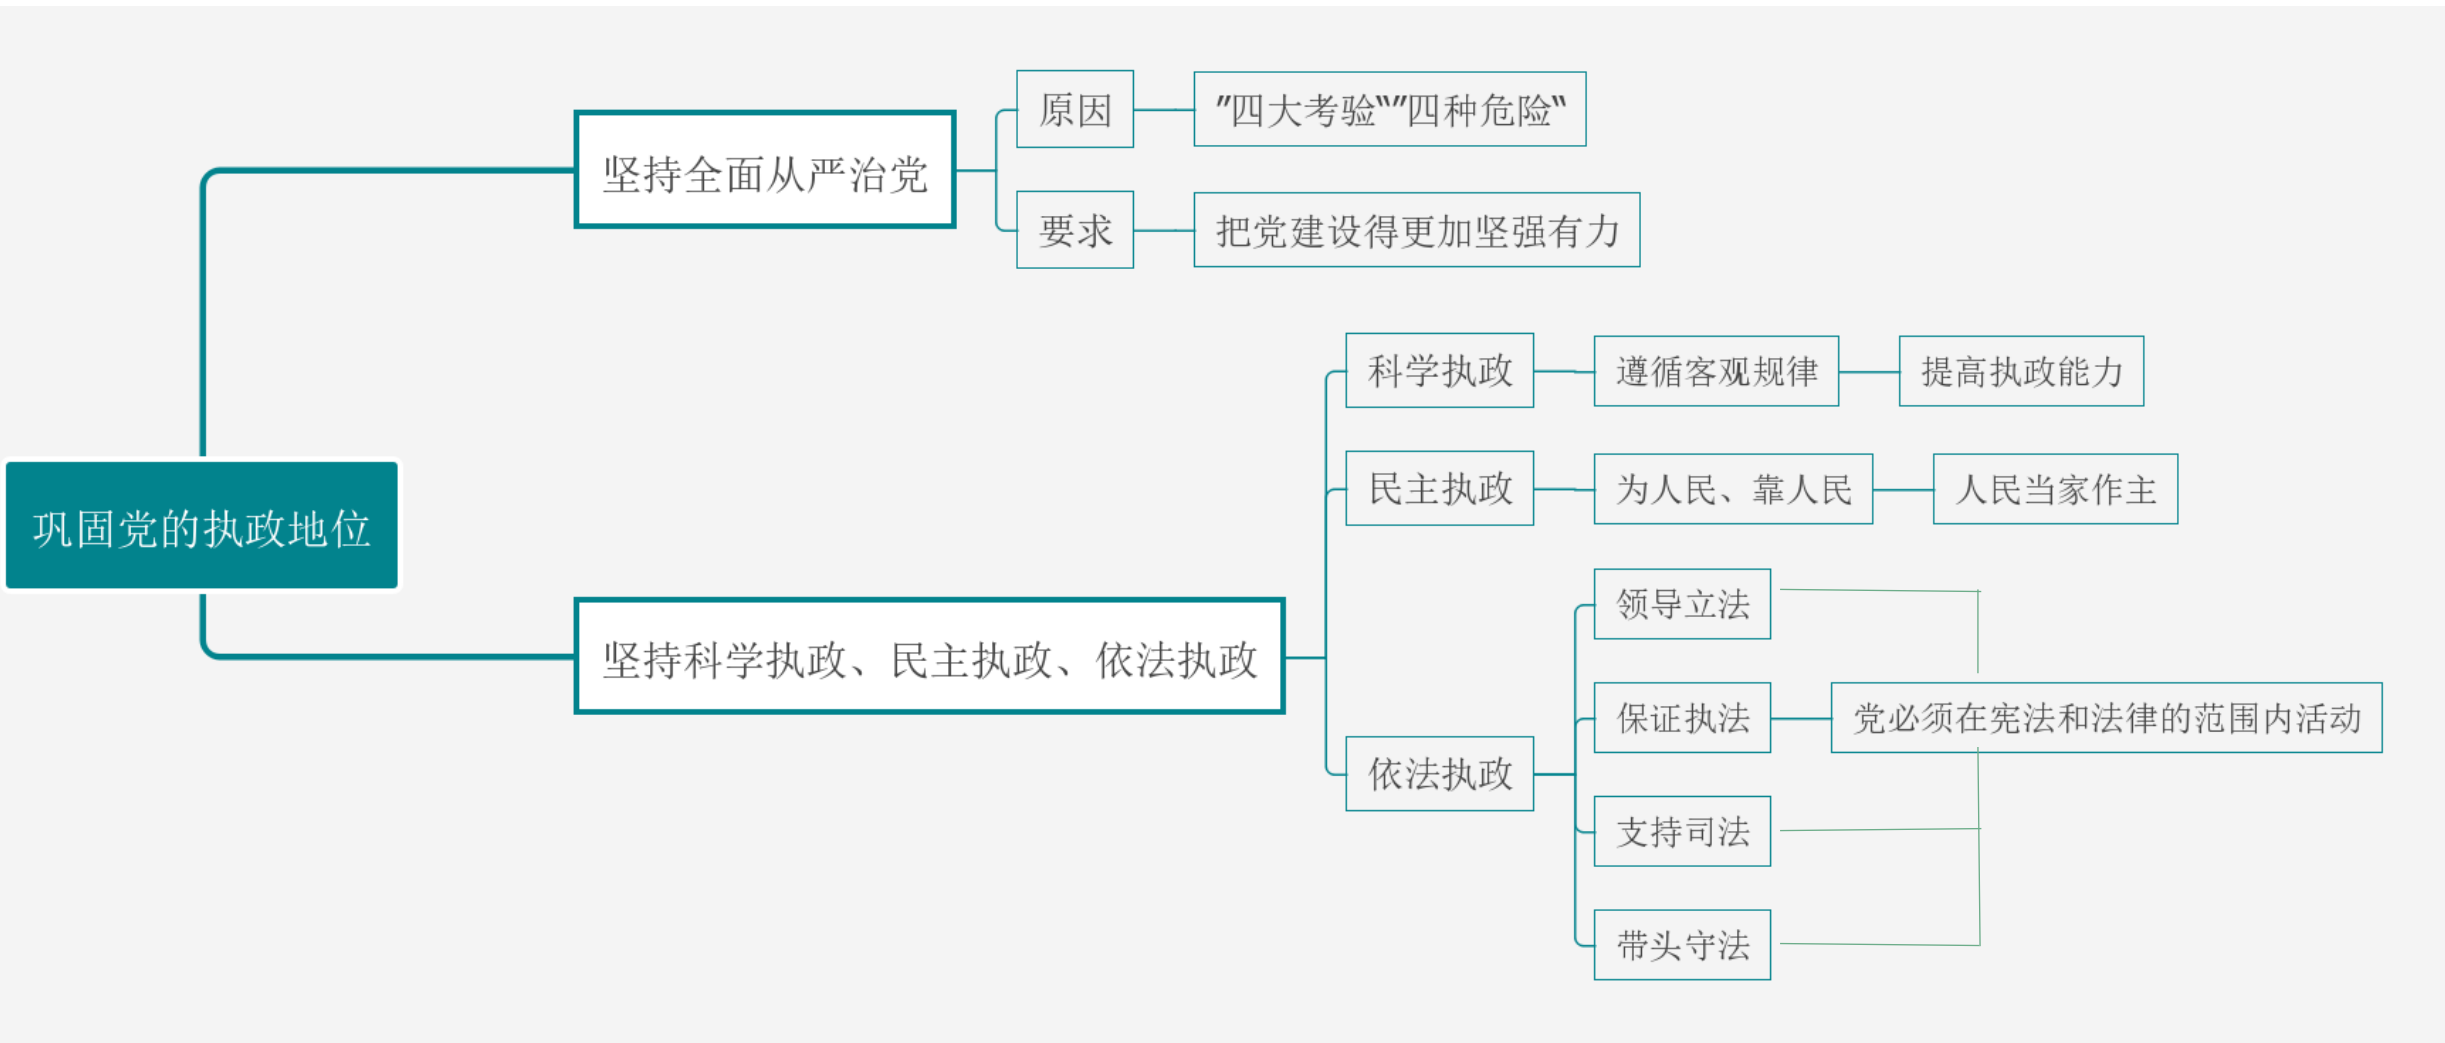 坚持全面从严治党
原因
”四大考验“”四种危险“
要求
把党建设得更加坚强有力
巩固党的执政地位
坚持科学执政、民主执政、依法执政
科学执政
遵循客观规律
提高执政能力
民主执政
为人民、靠人民
人民当家作主
依法执政
领导立法
保证执法
党必须在宪法和法律的范围内活动
支持司法
带头守法